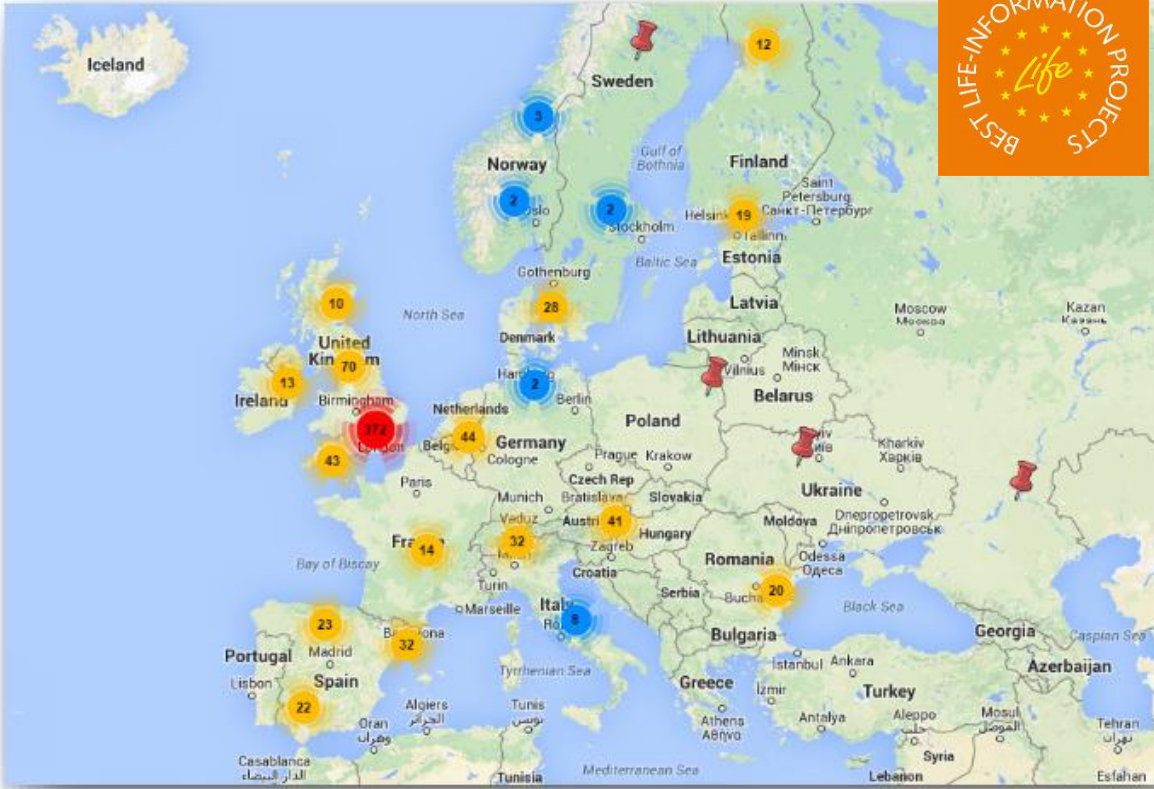 BEST LIFE-INFORMATION PROJECTS
Life
Iceland
12
Sweden
3
Norway
Gulf of
Bothnia
Finland
Saint
Petersburg
Санкт-Петербург
2
2
19
Stockholm
Tallinn
Estonia
Baltic Sea
Gothenburg
10
North Sea
28
Latvia
Moscow
Москва
Kazan
Казань
Denmark
Lithuania
United
Kingdom
70
Vilnius
Minsk
Мінск
13
2
Ireland
Birmingham
Berlin
Belarus
Netherlands
372
London
44
Poland
Germany
Cologne
43
Prague
Krakow
Kharkiv
Харків
Paris
Czech Rep
Munich
Bratislava
Slovakia
Ukraine
Vaduz
41
Hungary
Moldova
Dnepropetrovsk
Дніпропетровськ
14
32
Zagreb
Bay of Biscay
Croatia
Romania
Odessa
Одеса
Turin
Serbia
20
Black Sea
Marseille
8
23
32
Bulgaria
Georgia
Caspian Sea
Portugal
Madrid
Spain
Tyrrhenian Sea
İstanbul
Ankara
Azerbaijan
Lisbon
Greece
İzmir
Turkey
22
Algiers
الجزائر
Tunis
تونس
Oran
وهران
Athens
Αθήνα
Antalya
Aleppo
حلب
Mosul
الموصل
Tehran
تهران
Casablanca
الدار البيضاء
Tunisia
Mediterranean Sea
Syria
Lebanon
Esfahan